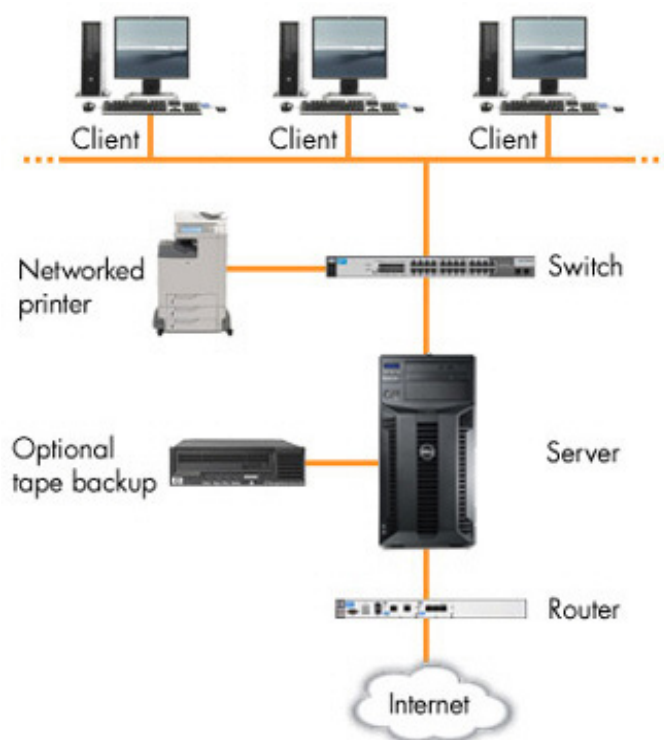 Client
Client
Client
Networked
printer
Switch
Optional
tape backup
Server
Router
Internet